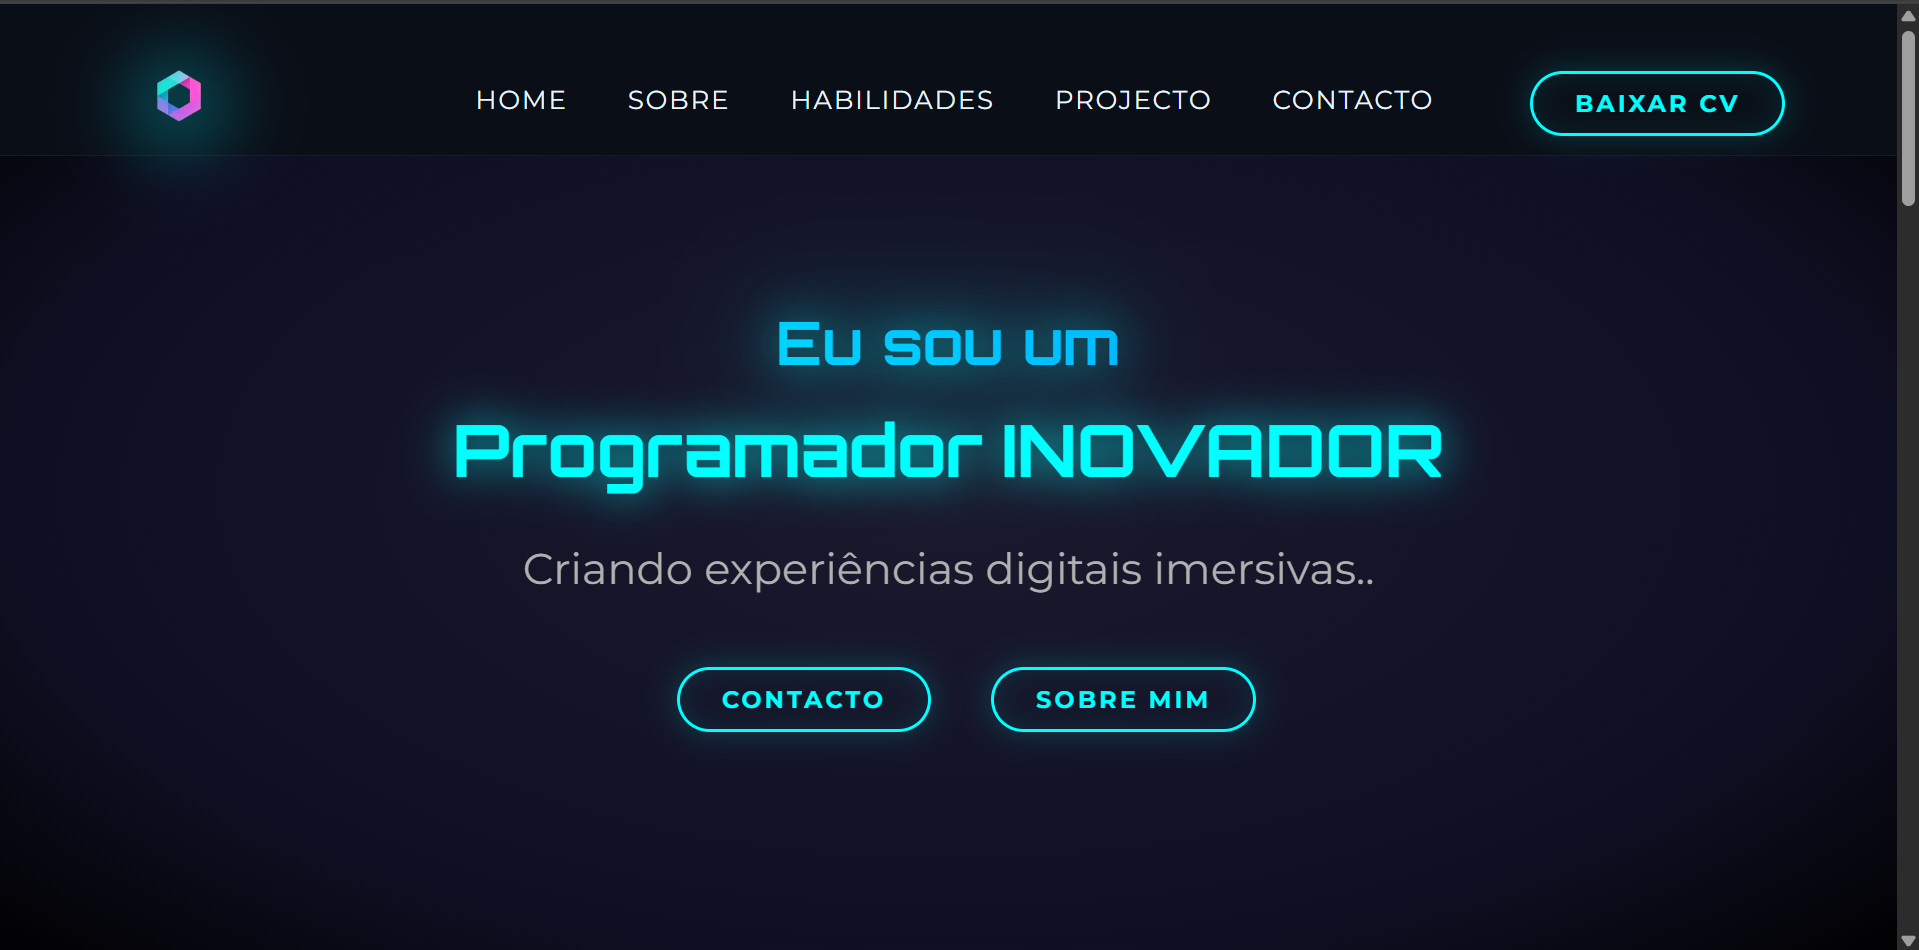 HOME SOBRE HABILIDADES PROJECTO CONTACTO BAIXAR CV
Eu sou um
Programador INOVADOR
Criando experiências digitais imersivas..
CONTACTO SOBRE MIM